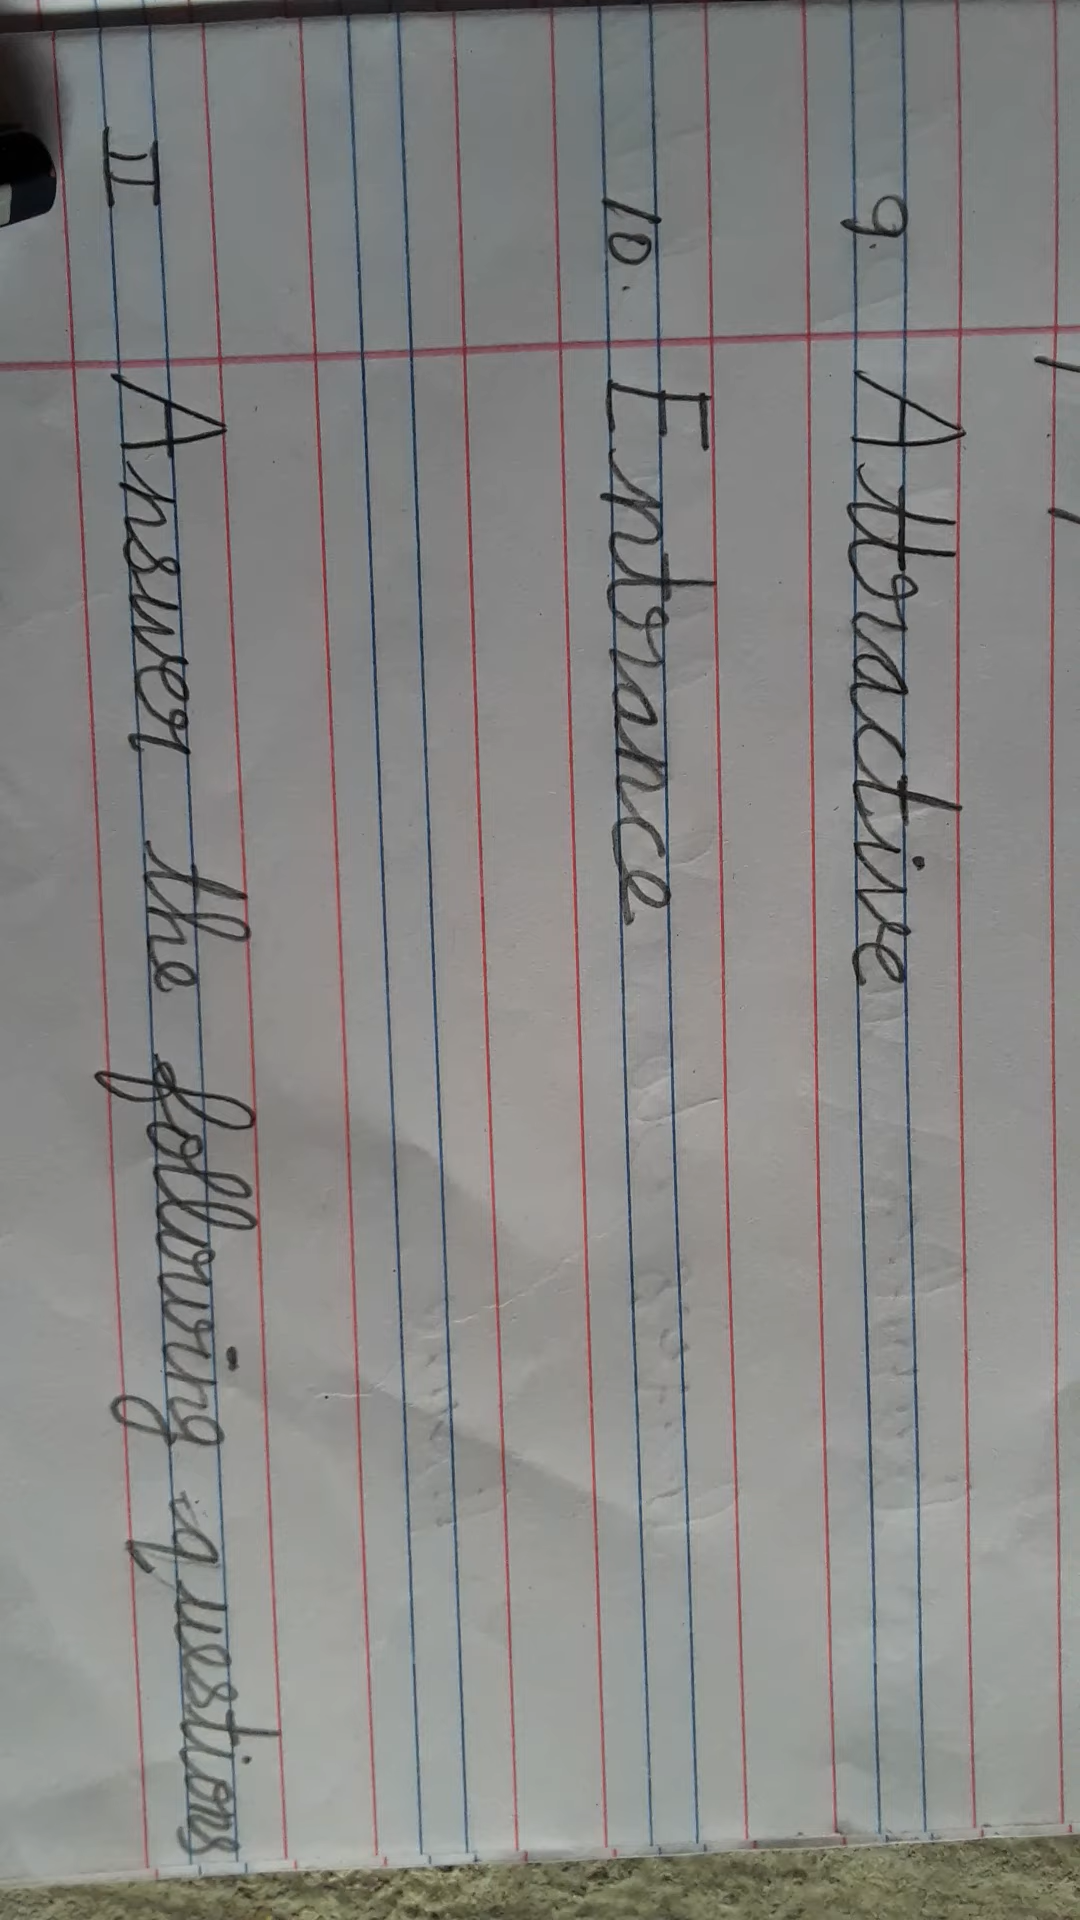 9. Attractive
10. Entrance
II Answer the following questions